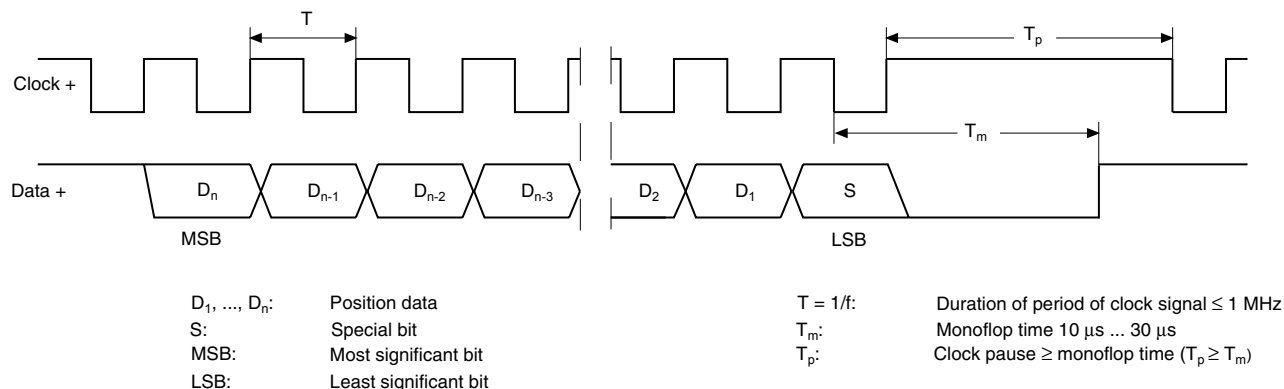 T
Tp
Clock +
Tm
Data +
Dn
Dn-1
Dn-2
Dn-3
D2
D1
S
MSB
LSB
D1, ..., Dn: Position data
S: Special bit
MSB: Most significant bit
LSB: Least significant bit
T = 1/f: Duration of period of clock signal ≤ 1 MHz
Tm: Monoflop time 10 μs ... 30 μs
Tp: Clock pause ≥ monoflop time (Tp ≥ Tm)